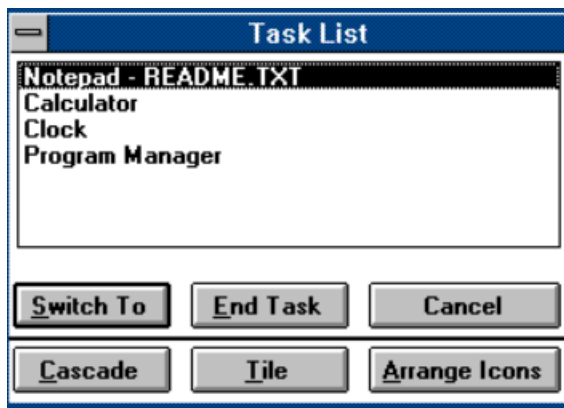 Task List
Notepad - README.TXT
Calculator
Clock
Program Manager
Switch To End Task Cancel
Cascade Tile Arrange Icons